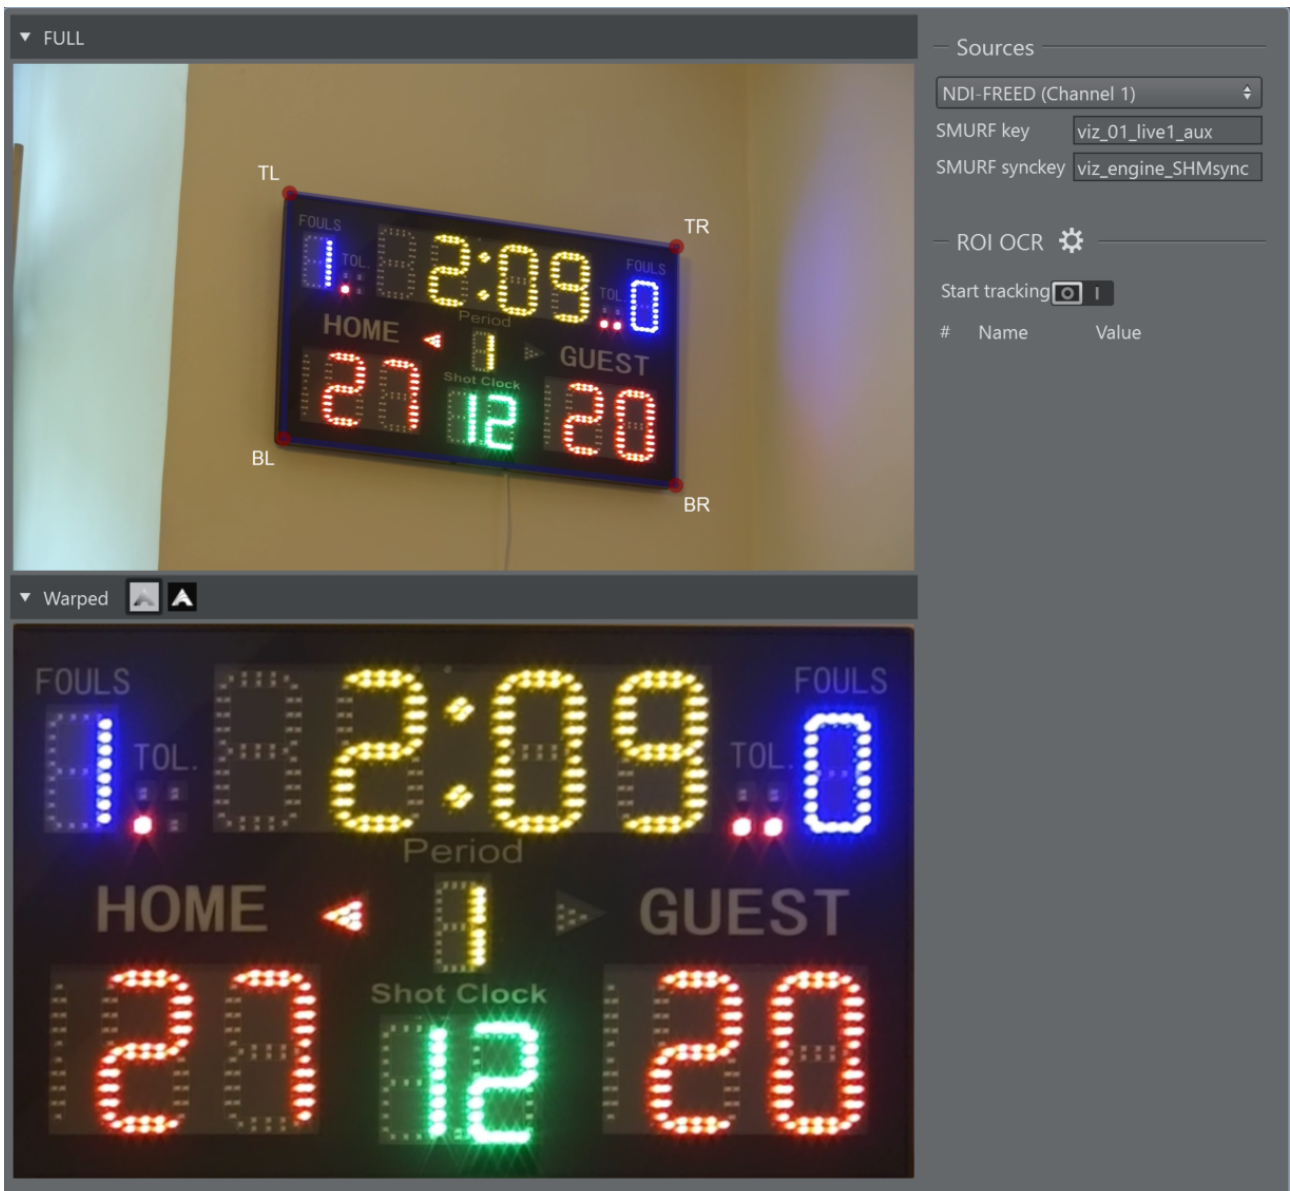 FULL
TL
TR
FOULS
1
TOL.
2:09
FOULS
TOL.
0
Period
HOME
1
GUEST
Shot Clock
27
12
20
BL
BR
Warped
FOULS
2:09
FOULS
1
TOL.
TOL.
0
Period
HOME
1
GUEST
Shot Clock
27
12
20
Sources
NDI-FREED (Channel 1)
SMURF key viz_01_live1_aux
SMURF synckey viz_engine_SHMsync
ROI OCR
Start tracking
# Name Value